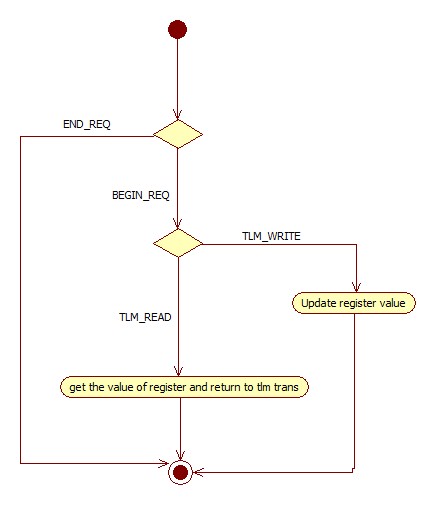 END_REQ
BEGIN_REQ
TLM_WRITE
Update register value
TLM_READ
get the value of register and return to tlm trans